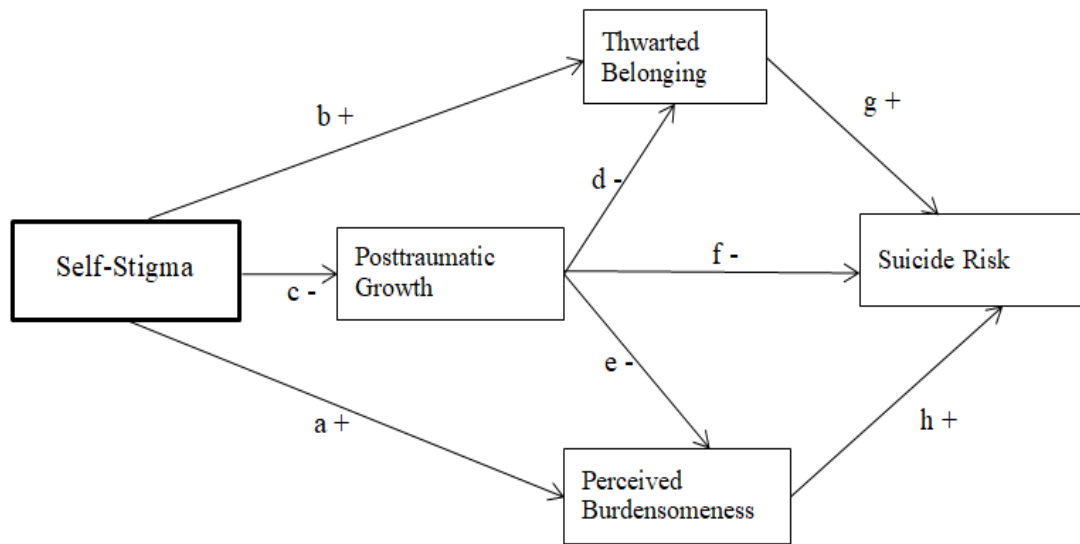 Thwarted
Belonging
b +
g +
d -
Self-Stigma
Posttraumatic
Growth
c -
f -
Suicide Risk
e -
a +
h +
Perceived
Burdensomeness